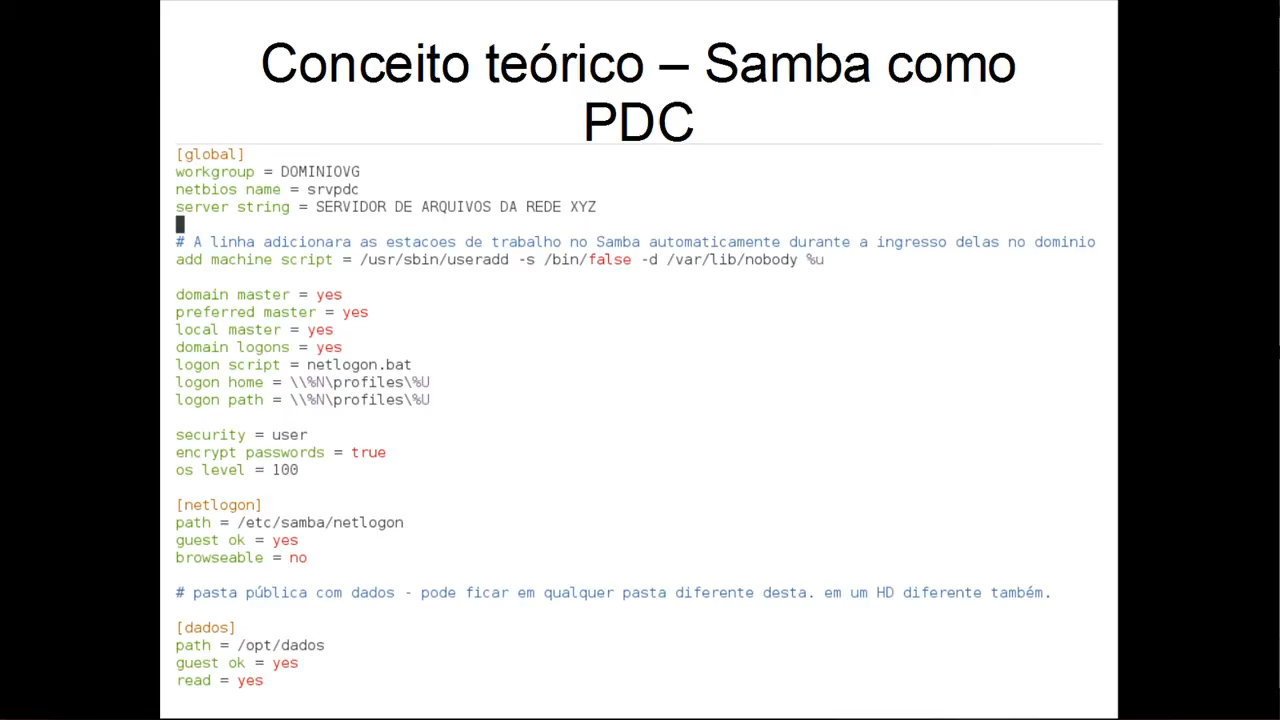 Conceito teórico – Samba como
PDC
[global]
workgroup = DOMINIOVG
netbios name = srvpdc
server string = SERVIDOR DE ARQUIVOS DA REDE XYZ
# A linha adicionara as estacoes de trabalho no Samba automaticamente durante a ingresso delas no dominio
add machine script = /usr/sbin/useradd -s /bin/false -d /var/lib/nobody %u
domain master = yes
preferred master = yes
local master = yes
domain logons = yes
logon script = netlogon.bat
logon home = \\%N\profiles\%U
logon path = \\%N\profiles\%U
security = user
encrypt passwords = true
os level = 100
[netlogon]
path = /etc/samba/netlogon
guest ok = yes
browseable = no
# pasta pública com dados - pode ficar em qualquer pasta diferente desta. em um HD diferente também.
[dados]
path = /opt/dados
guest ok = yes
read = yes